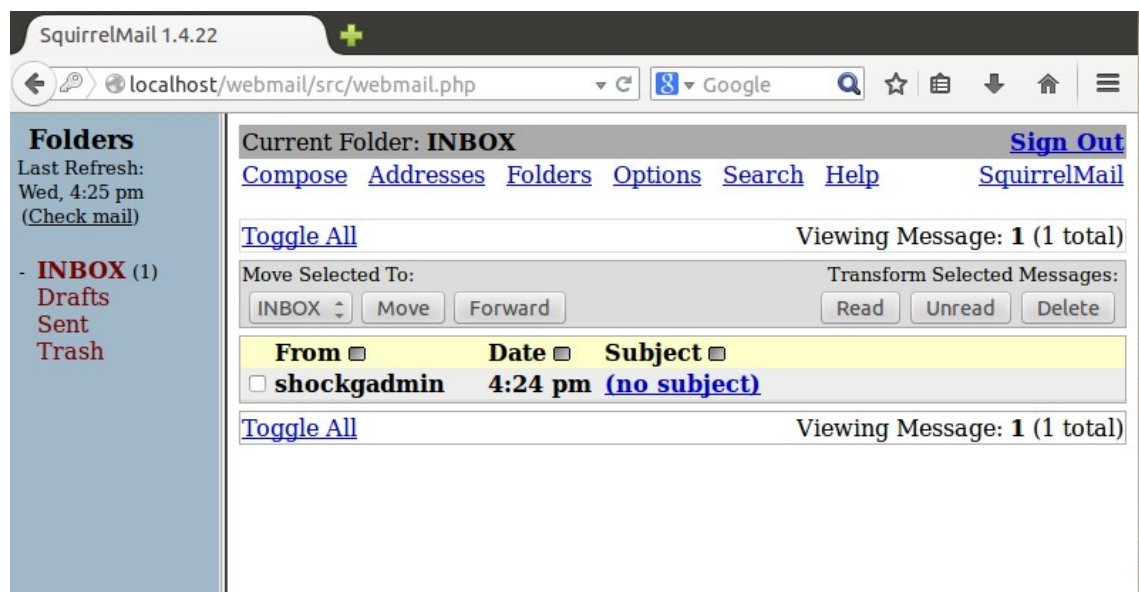 SquirrelMail 1.4.22
localhost/webmail/src/webmail.php
8 Google
Folders
Last Refresh:
Wed, 4:25 pm
(Check mail)
- INBOX (1)
Drafts
Sent
Trash
Current Folder: INBOX Sign Out
Compose Addresses Folders Options Search Help SquirrelMail
Toggle All Viewing Message: 1 (1 total)
Move Selected To: Transform Selected Messages:
INBOX Move Forward Read Unread Delete
From Date Subject
shockgadmin 4:24 pm (no subject)
Toggle All Viewing Message: 1 (1 total)